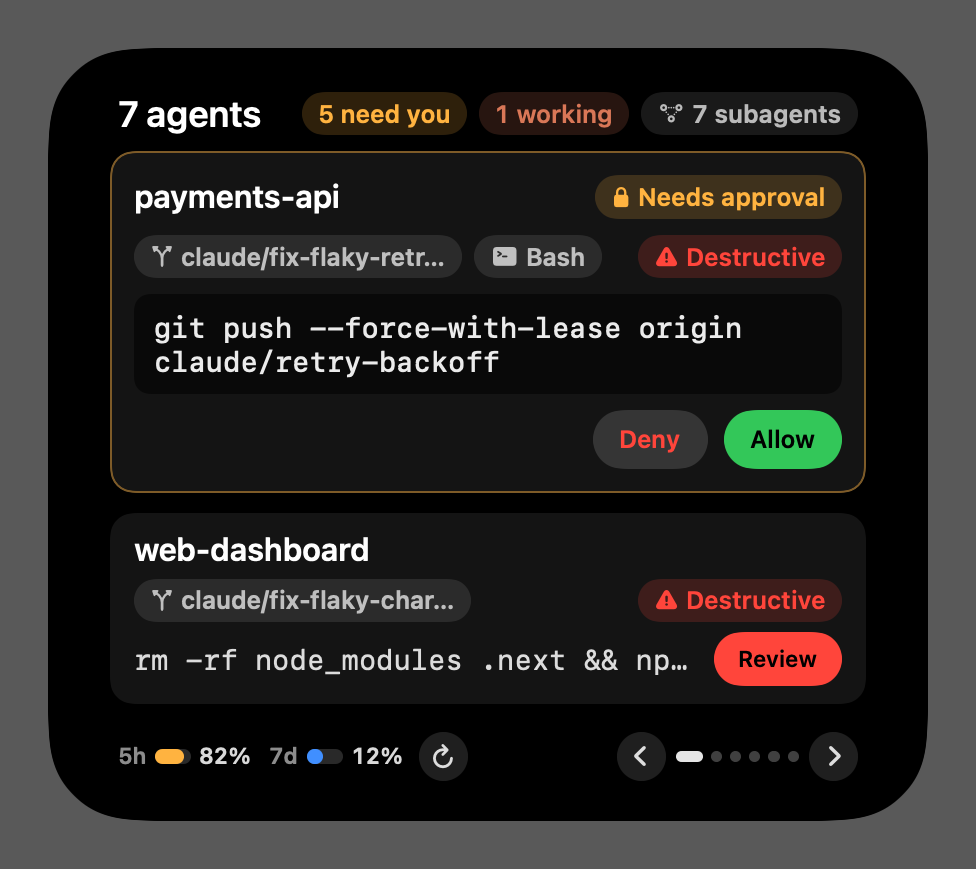 7 agents
5 need you
1 working
7 subagents
payments-api
Needs approval
claude/fix-flaky-retr...
Bash
Destructive
git push --force-with-lease origin
claude/retry-backoff
Deny
Allow
web-dashboard
claude/fix-flaky-char...
Destructive
rm -rf node_modules .next && np…
Review
5h 82% 7d 12%